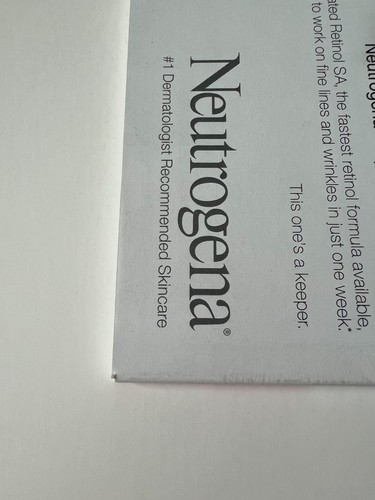 ated Retinol SA, the fastest retinol formula available,
to work on fine lines and wrinkles in just one week.*
This one's a keeper.
Neutrogena®
#1 Dermatologist Recommended Skincare